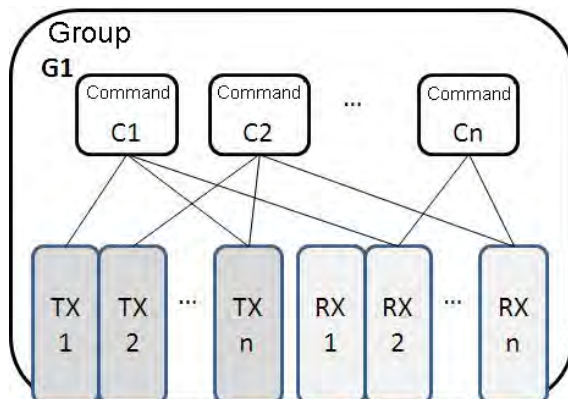 Group
G1
Command Command ... Command
C1 C2 Cn
TX TX ... TX RX RX ... RX
1 2 n 1 2 n